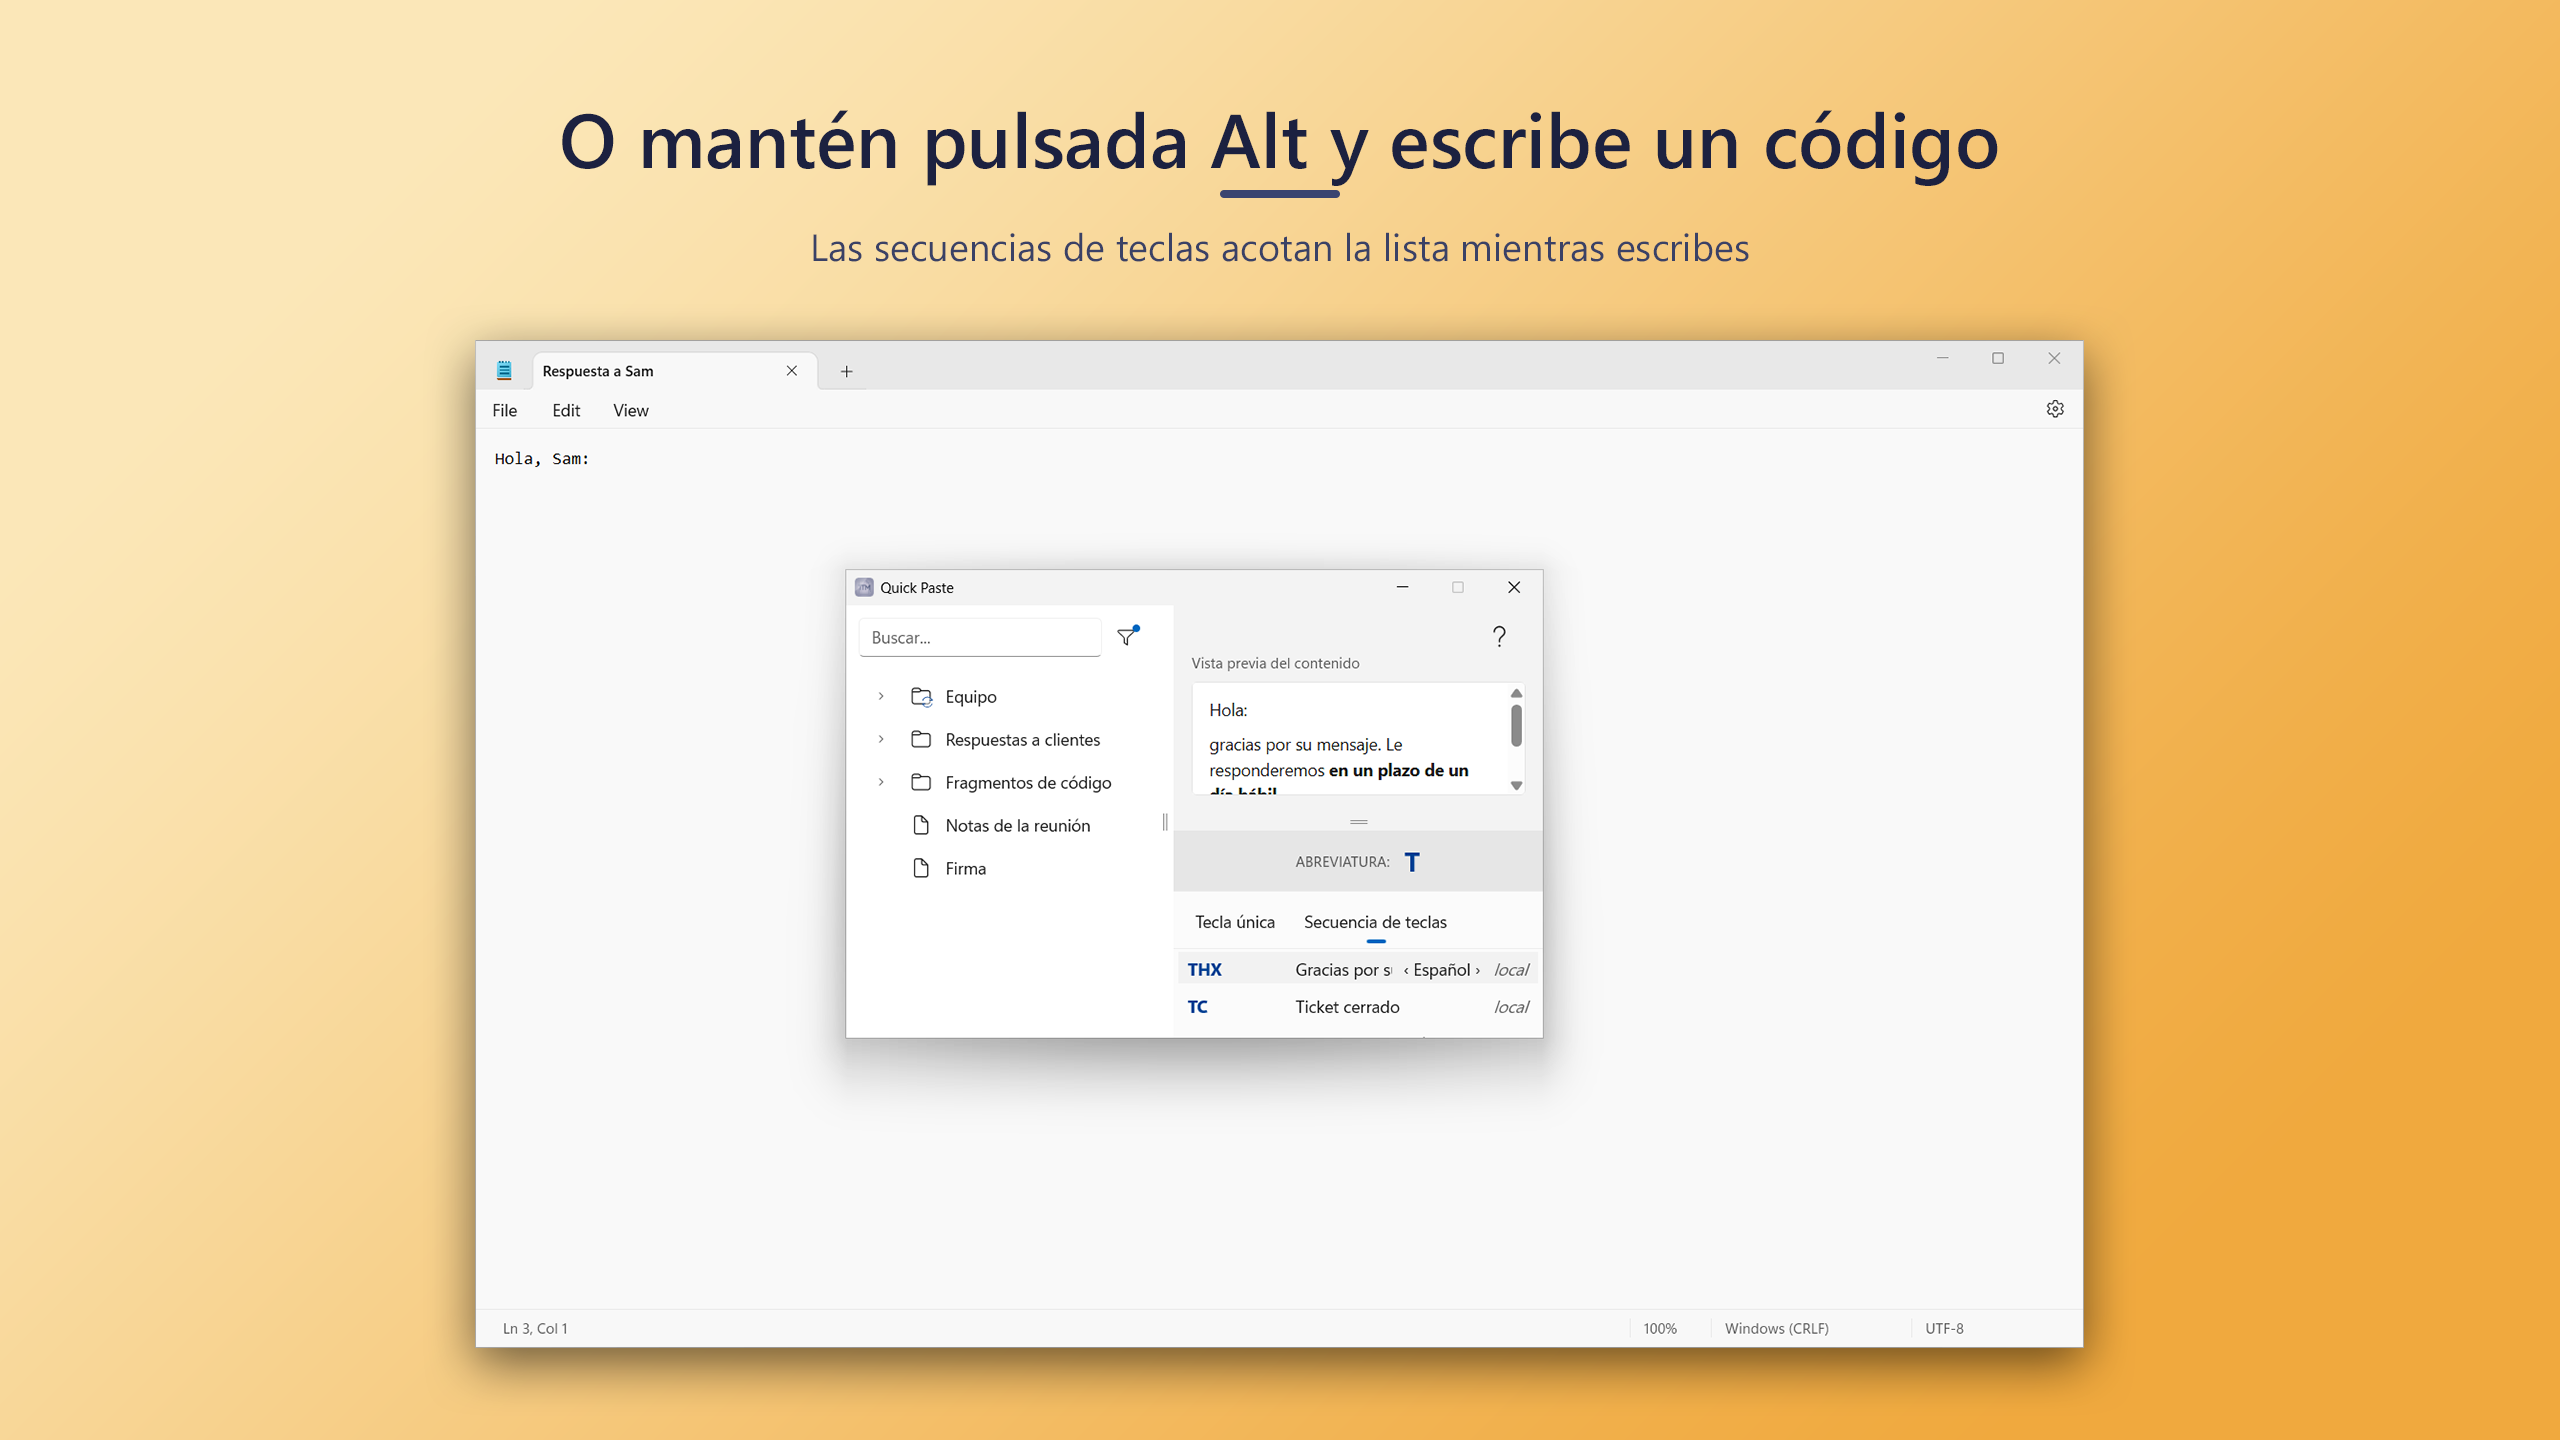 O mantén pulsada Alt y escribe un código
Las secuencias de teclas acotan la lista mientras escribes
Respuesta a Sam
File Edit View
Hola, Sam:
Quick Paste
Buscar...
Equipo
Respuestas a clientes
Fragmentos de código
Notas de la reunión
Firma
Vista previa del contenido
Hola:
gracias por su mensaje. Le
responderemos en un plazo de un
día hábil
ABREVIATURA: T
Tecla única Secuencia de teclas
THX Gracias por su ‹ Español › local
TC Ticket cerrado local
Ln 3, Col 1 100% Windows (CRLF) UTF-8